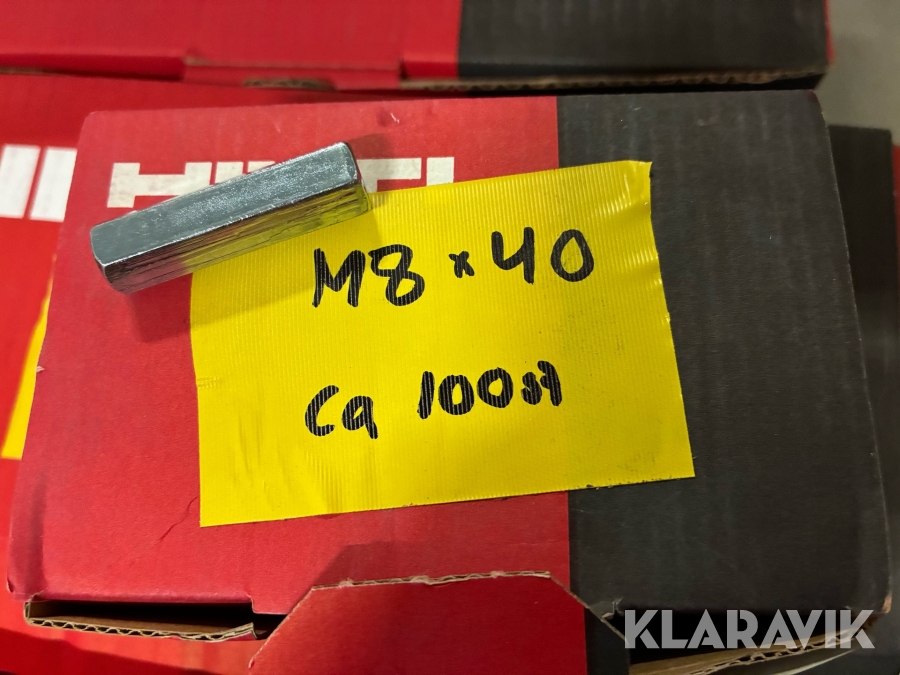 HILTI
M8 x 40
Ca 100st
KLARAVIK